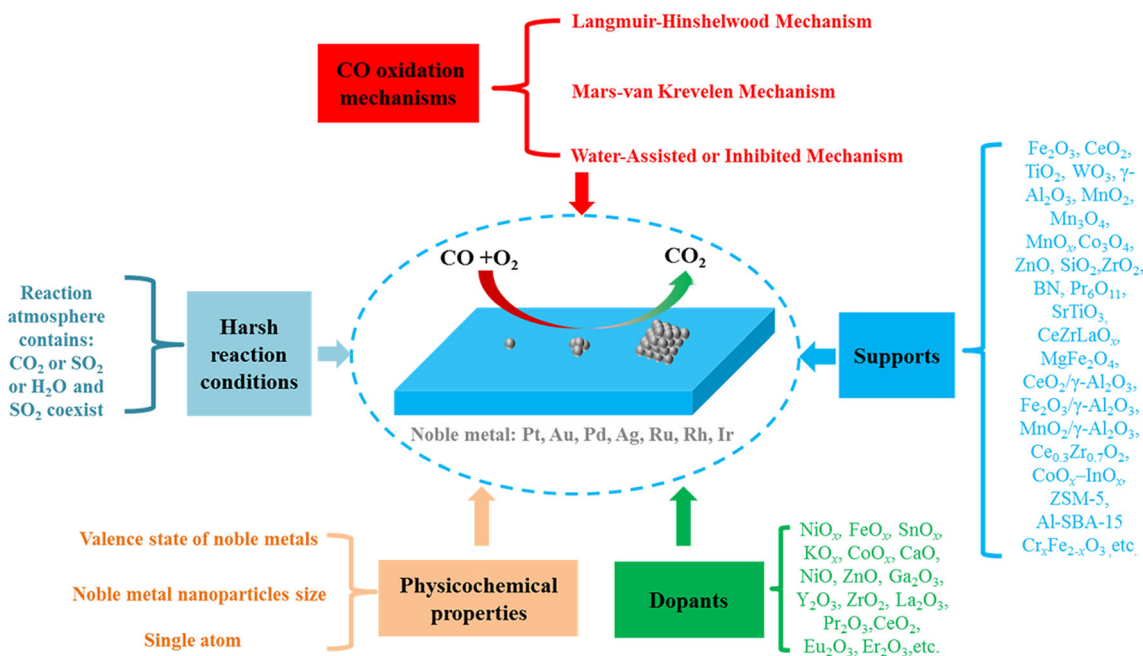 Langmuir-Hinshelwood Mechanism
CO oxidation
mechanisms
Mars-van Krevelen Mechanism
Water-Assisted or Inhibited Mechanism
CO +O₂
CO₂
Noble metal: Pt, Au, Pd, Ag, Ru, Rh, Ir
Reaction
atmosphere
contains:
CO₂ or SO₂
or H₂O and
SO₂ coexist
Harsh
reaction
conditions
Supports
Fe₂O₃, CeO₂,
TiO₂, WO₃, γ-
Al₂O₃, MnO₂,
Mn₃O₄,
MnOₓ,Co₃O₄,
ZnO, SiO₂,ZrO₂,
BN, Pr₆O₁₁,
SrTiO₃,
CeZrLaOₓ,
MgFe₂O₄,
CeO₂/γ-Al₂O₃,
Fe₂O₃/γ-Al₂O₃,
MnO₂/γ-Al₂O₃,
Ce₀.₃Zr₀.₇O₂,
CoOₓ–InOₓ,
ZSM-5,
Al-SBA-15
CrₓFe₂₋ₓO₃,etc.
Valence state of noble metals
Noble metal nanoparticles size
Single atom
Physicochemical
properties
Dopants
NiOₓ, FeOₓ, SnOₓ,
KOₓ, CoOₓ, CaO,
NiO, ZnO, Ga₂O₃,
Y₂O₃, ZrO₂, La₂O₃,
Pr₂O₃,CeO₂,
Eu₂O₃, Er₂O₃,etc.